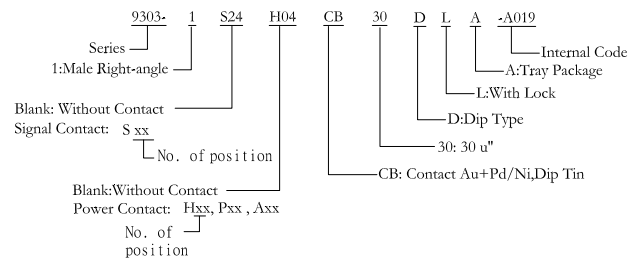 9303- 1 S24 H04 CB 30 D L A -A019
Series
Internal Code
1:Male Right-angle
A:Tray Package
L:With Lock
Blank: Without Contact
D:Dip Type
Signal Contact: S xx
30: 30 u"
No. of position
CB: Contact Au+Pd/Ni,Dip Tin
Blank:Without Contact
Power Contact: Hxx, Pxx , Axx
No. of
position